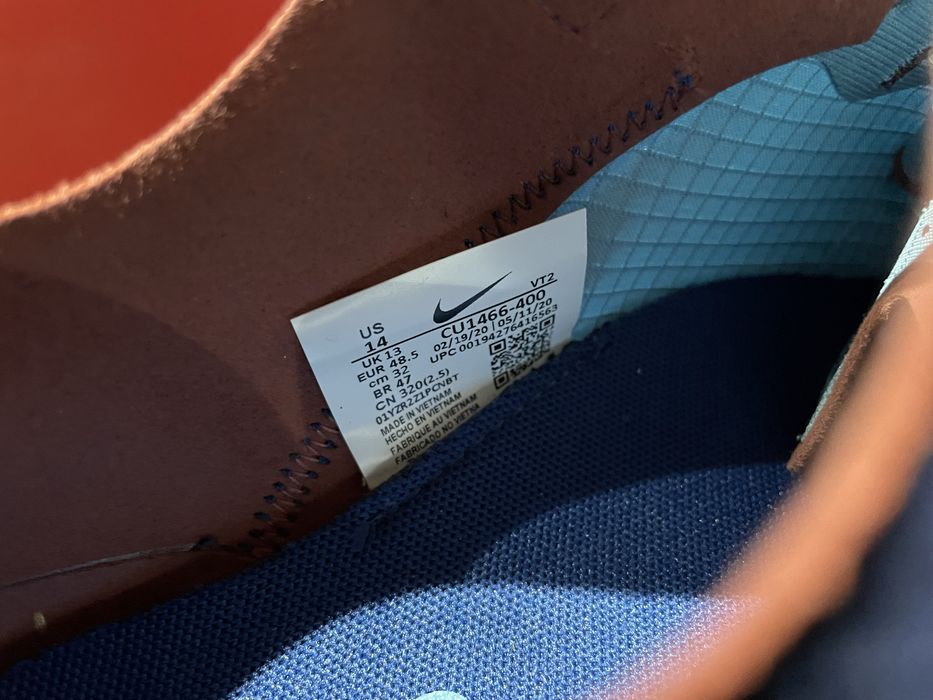 VT2
US
14
CU1466-400
UK 13
02/19/20 | 05/11/20
EUR 48.5
UPC 00194276416563
cm 32
BR 47
CN 320(2.5)
01YZR2Z1PCNBT
MADE IN VIETNAM
HECHO EN VIETNAM
FABRIQUE AU VIETNAM
FABRICADO NO VIETNA